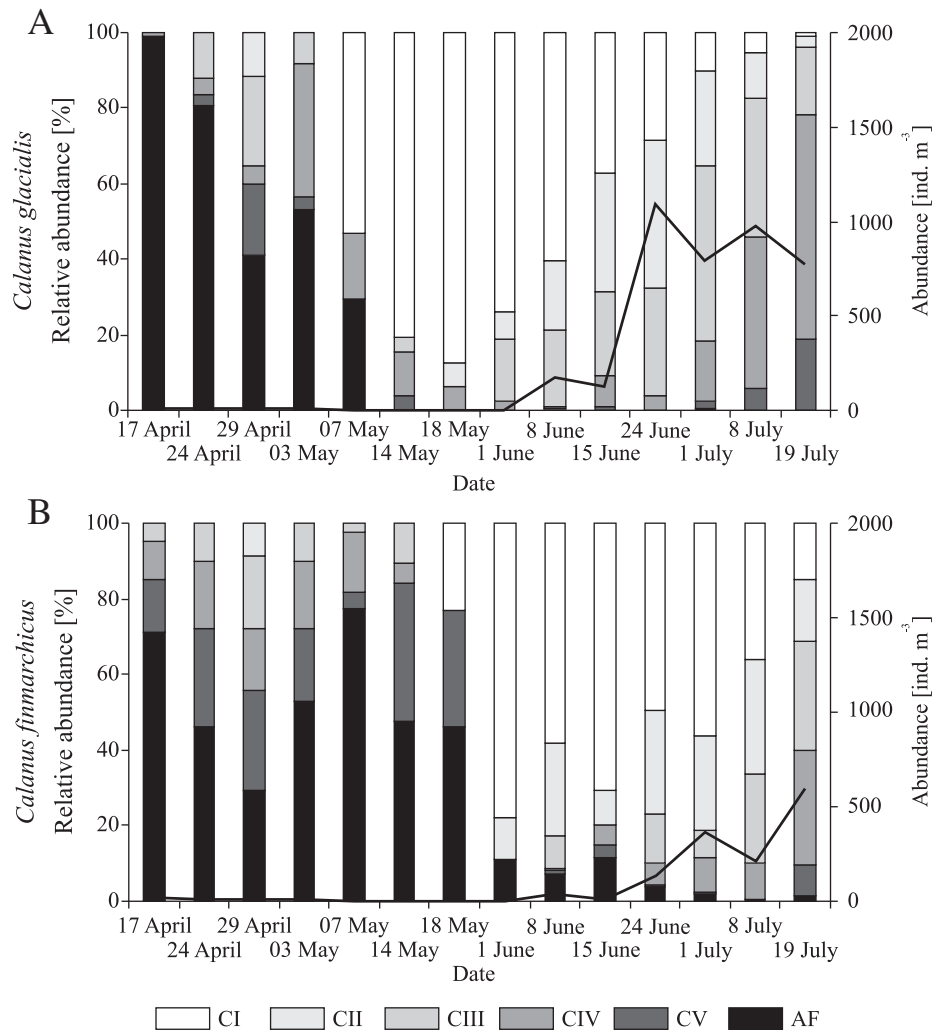 A
Calanus glacialis
Relative abundance [%]
100
80
60
40
20
0
2000
1500
1000
500
0
Abundance [ind. m-3]
17 April 29 April 07 May 18 May 8 June 24 June 8 July
24 April 03 May 14 May 1 June 15 June 1 July 19 July
Date
B
Calanus finmarchicus
Relative abundance [%]
100
80
60
40
20
0
2000
1500
1000
500
0
Abundance [ind. m-3]
17 April 29 April 07 May 18 May 8 June 24 June 8 July
24 April 03 May 14 May 1 June 15 June 1 July 19 July
Date
CI CII CIII CIV CV AF